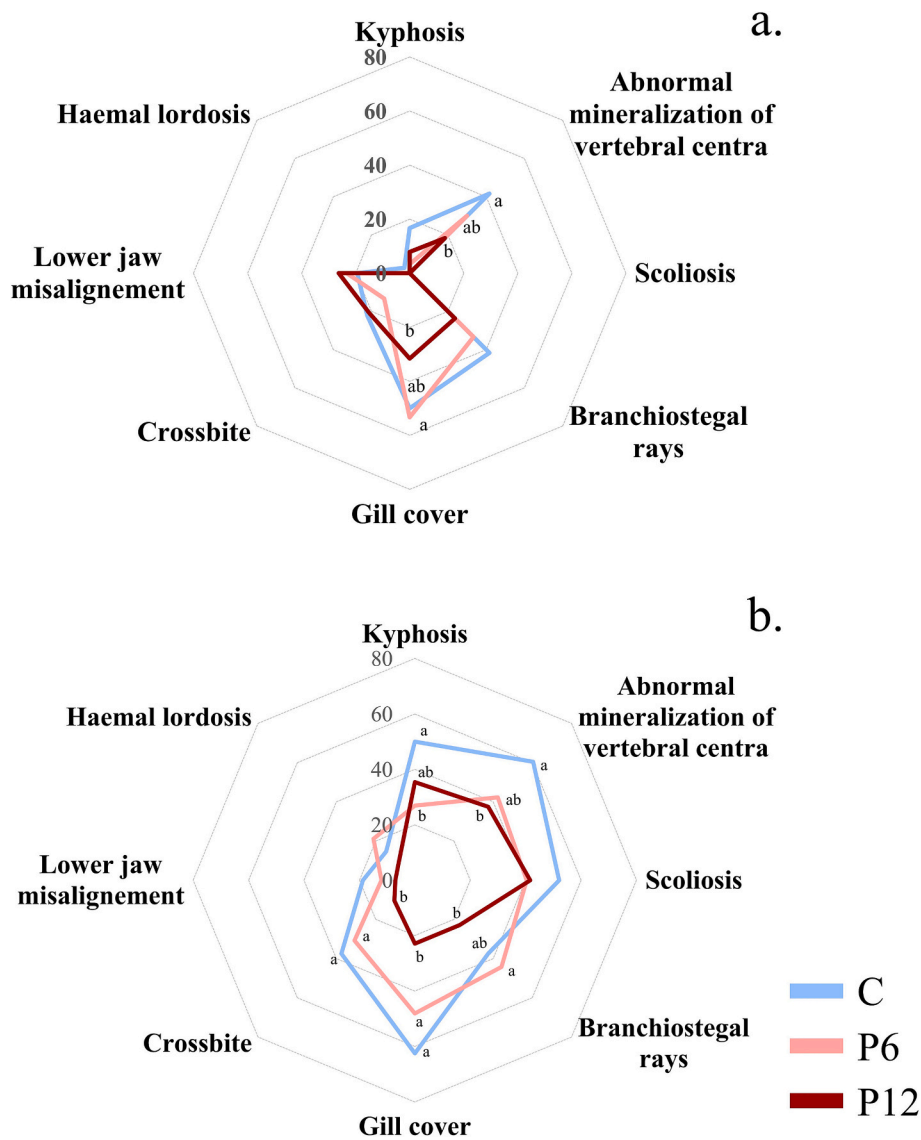 a.
Kyphosis
80
Abnormal
mineralization of
vertebral centra
60
Haemal lordosis
40
a
20
ab
b
Lower jaw
misalignement
0
Scoliosis
b
ab
Branchiostegal
rays
a
Crossbite
Gill cover
b.
Kyphosis
80
Abnormal
mineralization of
vertebral centra
60
Haemal lordosis
a
a
40
ab
ab
b
b
20
Lower jaw
misalignement
0
Scoliosis
b
b
a
ab
a
b
a
Crossbite
a
a
Branchiostegal
rays
Gill cover
C
P6
P12